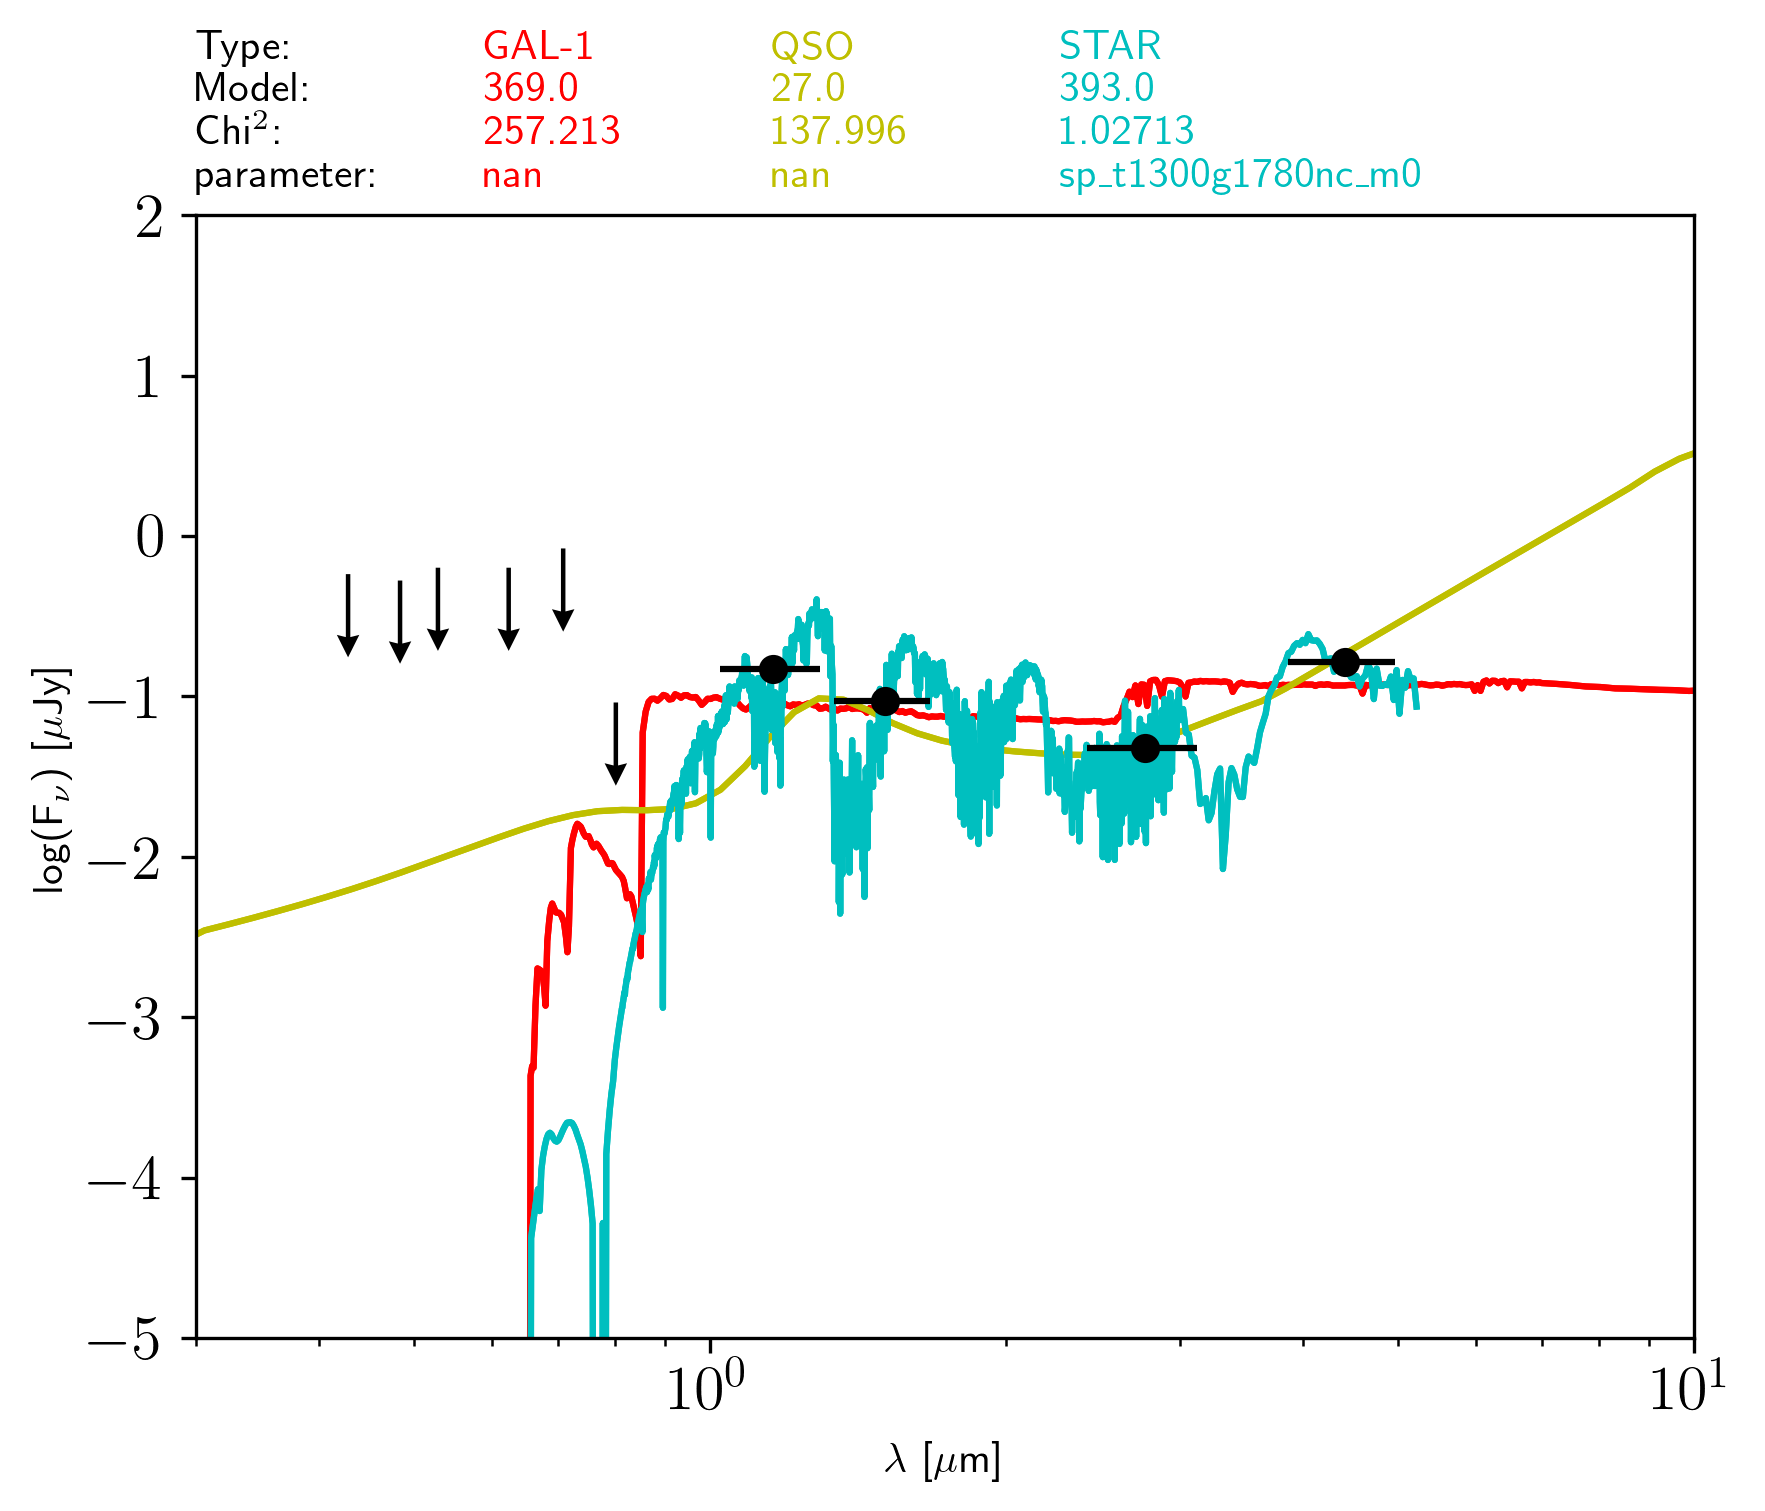 Type: GAL-1 QSO STAR
Model: 369.0 27.0 393.0
Chi²: 257.213 137.996 1.02713
parameter: nan nan sp_t1300g1780nc_m0
2
1
0
−1
−2
−3
−4
−5
log(Fν) [μJy]
10⁰ 10¹
λ [μm]